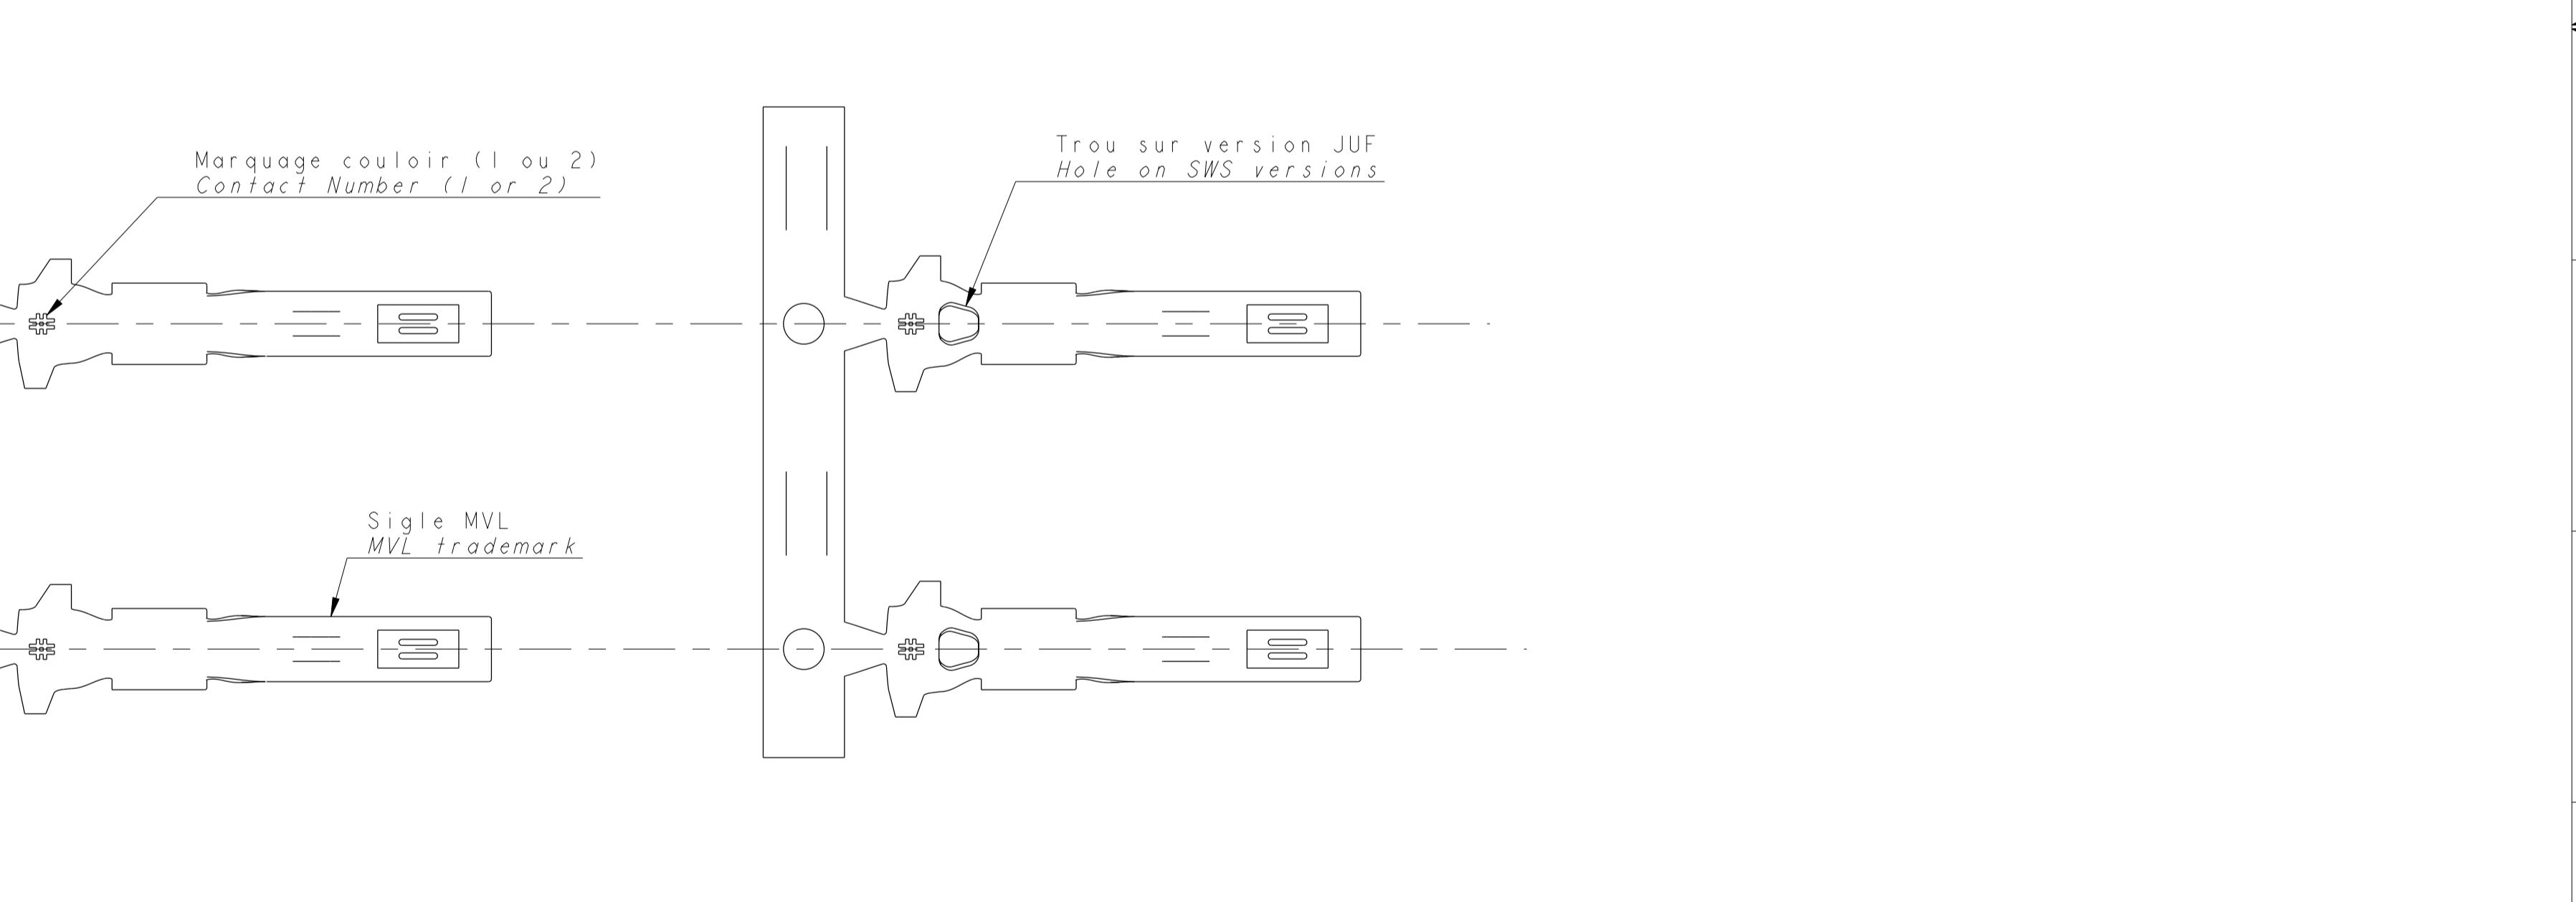 Trou sur version JUF
Hole on SWS versions
Marquage couloir (1 ou 2)
Contact Number (1 or 2)
Sigle MVL
MVL trademark